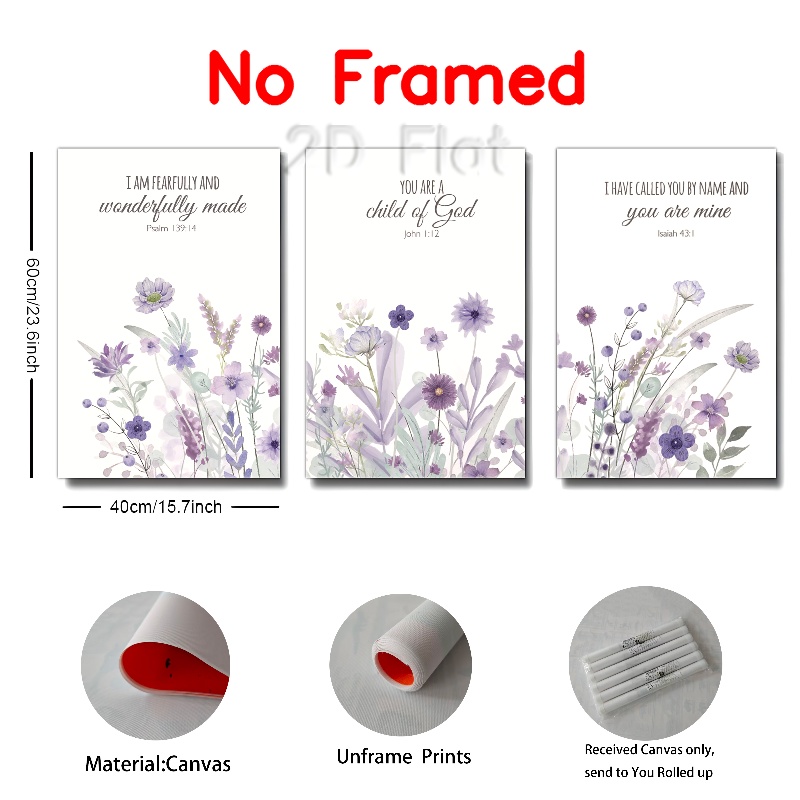 No Framed
2D Flat
I AM FEARFULLY AND
wonderfully made
Psalm 139:14
YOU ARE A
child of God
John 1:12
I HAVE CALLED YOU BY NAME AND
you are mine
Isaiah 43:1
60cm/23.6inch
40cm/15.7inch
Material:Canvas
Unframe Prints
Received Canvas only,
send to You Rolled up